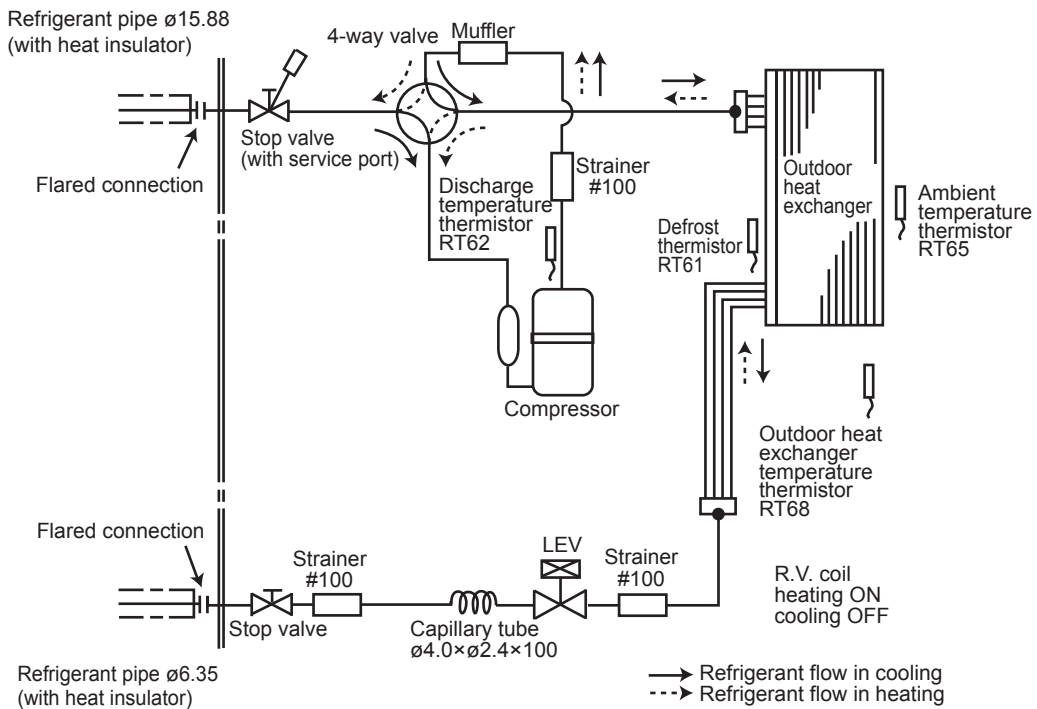 Refrigerant pipe ø15.88
(with heat insulator)
4-way valve
Muffler
Stop valve
(with service port)
Flared connection
Strainer
#100
Discharge
temperature
thermistor
RT62
Outdoor
heat
exchanger
Ambient
temperature
thermistor
RT65
Defrost
thermistor
RT61
Compressor
Outdoor heat
exchanger
temperature
thermistor
RT68
Flared connection
Strainer
#100
LEV
Strainer
#100
R.V. coil
heating ON
cooling OFF
Stop valve
Capillary tube
ø4.0×ø2.4×100
Refrigerant pipe ø6.35
(with heat insulator)
Refrigerant flow in cooling
Refrigerant flow in heating